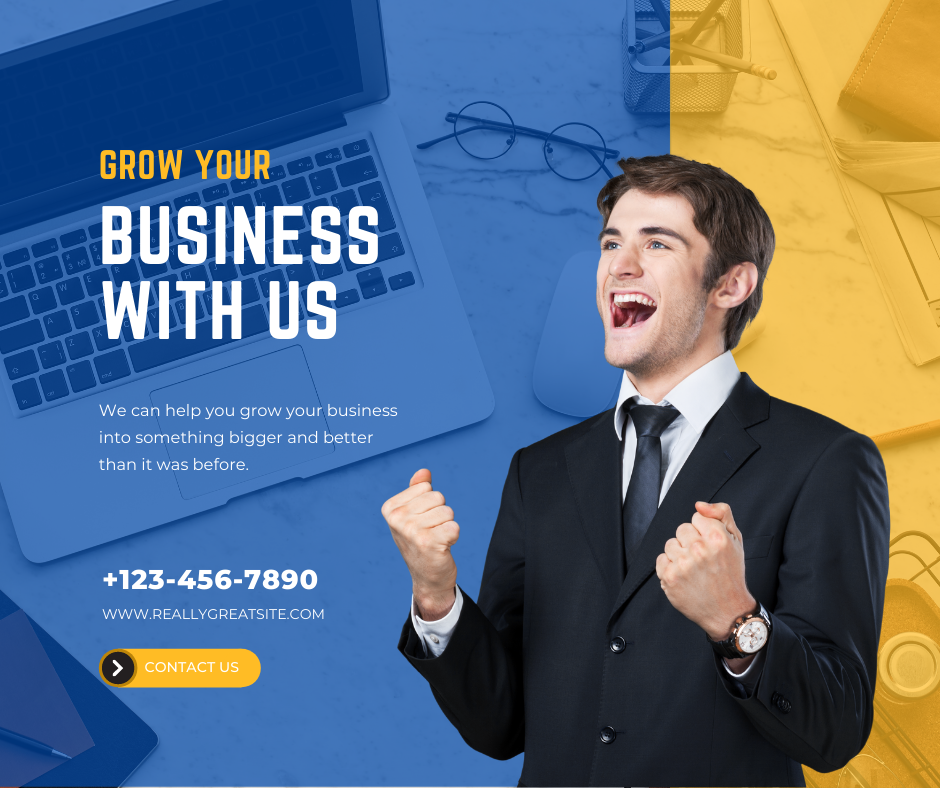 GROW YOUR
BUSINESS
WITH US
We can help you grow your business
into something bigger and better
than it was before.
+123-456-7890
WWW.REALLYGREATSITE.COM
CONTACT US